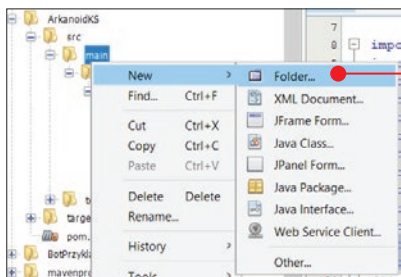 ArkanoidKS
src
main
New
Find... Ctrl+F
Cut Ctrl+X
Copy Ctrl+C
Paste Ctrl+V
Delete Delete
Rename...
History
Tools
Folder...
XML Document...
JFrame Form...
Java Class...
JPanel Form...
Java Package...
Java Interface...
Web Service Client...
Other...
targe
pom.
BotPrzykla
mavenpro
7
8 impo